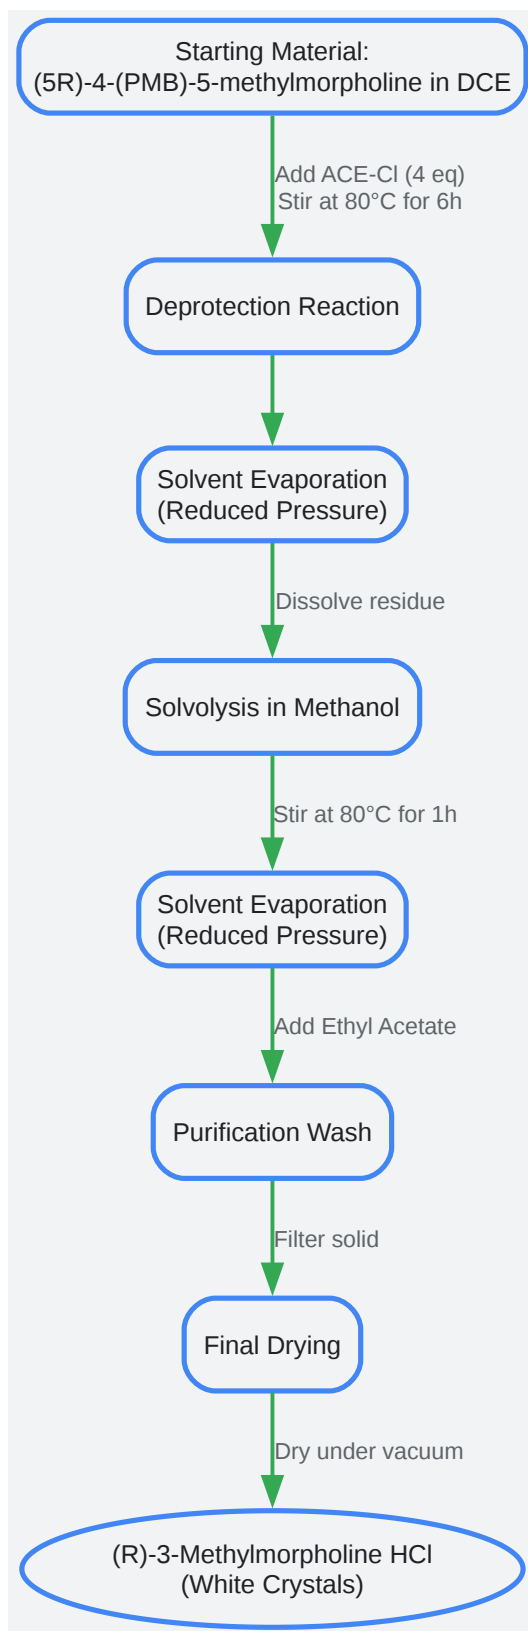 Starting Material:
(5R)-4-(PMB)-5-methylmorpholine in DCE
Add ACE-Cl (4 eq)
Stir at 80°C for 6h
Deprotection Reaction
Solvent Evaporation
(Reduced Pressure)
Dissolve residue
Solvolysis in Methanol
Stir at 80°C for 1h
Solvent Evaporation
(Reduced Pressure)
Add Ethyl Acetate
Purification Wash
Filter solid
Final Drying
Dry under vacuum
(R)-3-Methylmorpholine HCl
(White Crystals)